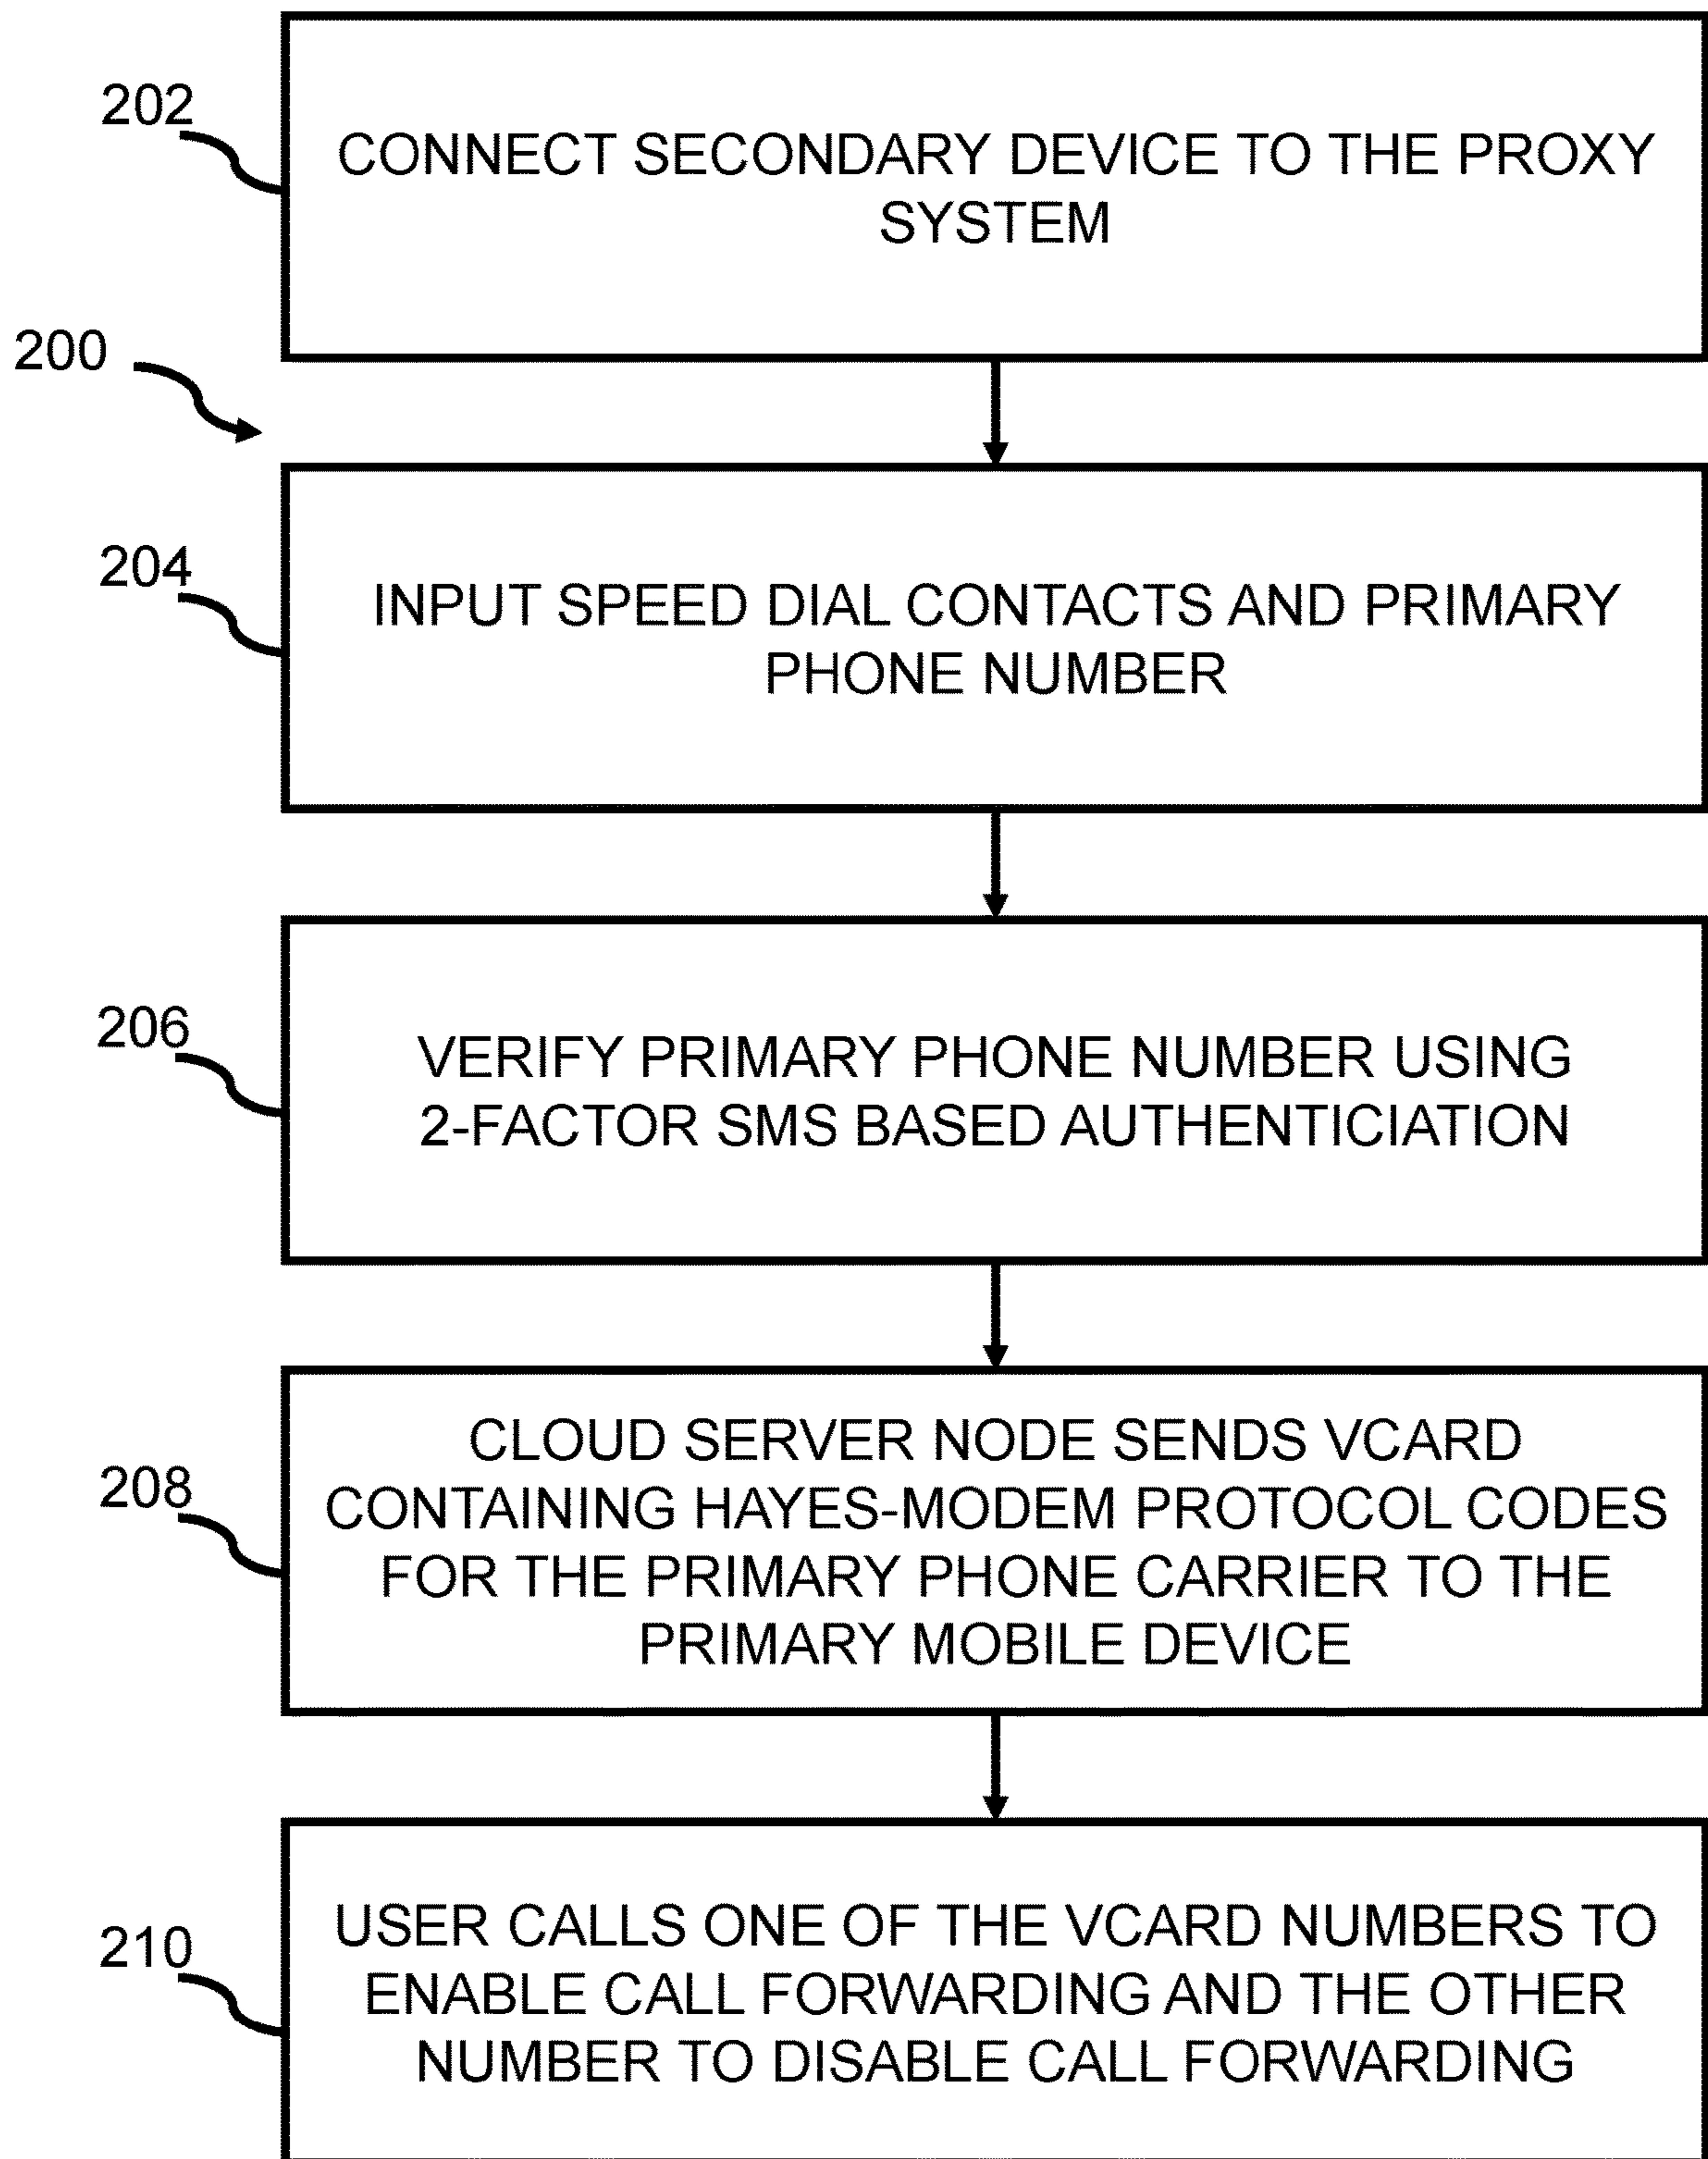 202
CONNECT SECONDARY DEVICE TO THE PROXY
SYSTEM
200
204
INPUT SPEED DIAL CONTACTS AND PRIMARY
PHONE NUMBER
206
VERIFY PRIMARY PHONE NUMBER USING
2-FACTOR SMS BASED AUTHENTICIATION
208
CLOUD SERVER NODE SENDS VCARD
CONTAINING HAYES-MODEM PROTOCOL CODES
FOR THE PRIMARY PHONE CARRIER TO THE
PRIMARY MOBILE DEVICE
210
USER CALLS ONE OF THE VCARD NUMBERS TO
ENABLE CALL FORWARDING AND THE OTHER
NUMBER TO DISABLE CALL FORWARDING